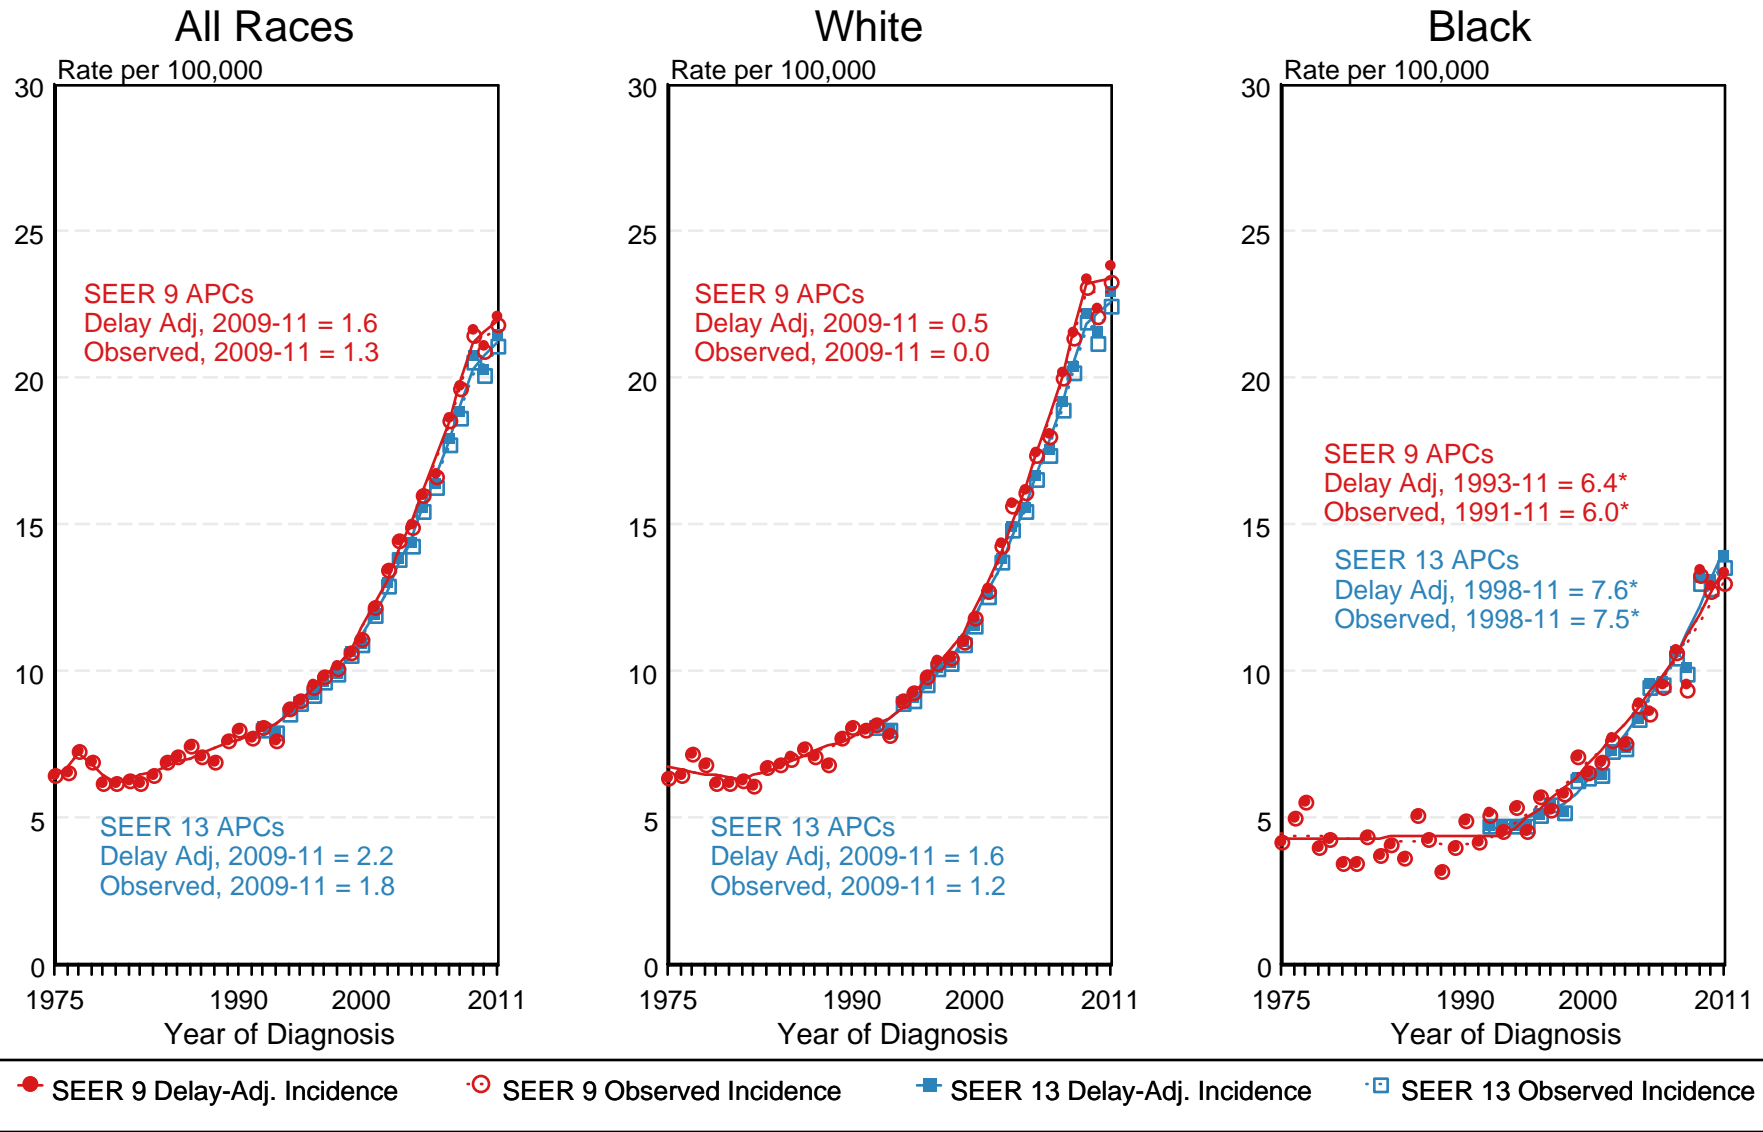 All Races
Rate per 100,000
30
25
20
15
10
5
0
SEER 9 APCs
Delay Adj, 2009-11 = 1.6
Observed, 2009-11 = 1.3
SEER 13 APCs
Delay Adj, 2009-11 = 2.2
Observed, 2009-11 = 1.8
1975 1990 2000 2011
Year of Diagnosis
White
Rate per 100,000
30
25
20
15
10
5
0
SEER 9 APCs
Delay Adj, 2009-11 = 0.5
Observed, 2009-11 = 0.0
SEER 13 APCs
Delay Adj, 2009-11 = 1.6
Observed, 2009-11 = 1.2
1975 1990 2000 2011
Year of Diagnosis
Black
Rate per 100,000
30
25
20
15
10
5
0
SEER 9 APCs
Delay Adj, 1993-11 = 6.4*
Observed, 1991-11 = 6.0*
SEER 13 APCs
Delay Adj, 1998-11 = 7.6*
Observed, 1998-11 = 7.5*
1975 1990 2000 2011
Year of Diagnosis
SEER 9 Delay-Adj. Incidence SEER 9 Observed Incidence SEER 13 Delay-Adj. Incidence SEER 13 Observed Incidence